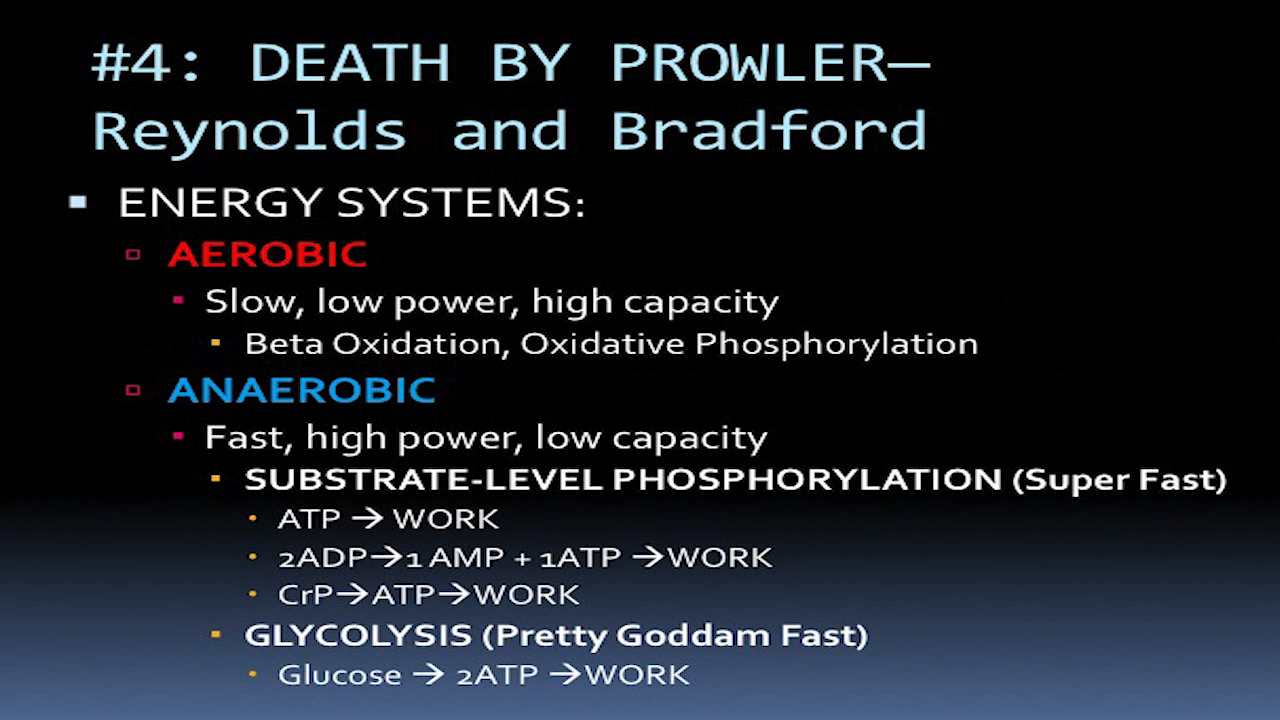 #4: DEATH BY PROWLER—
Reynolds and Bradford
ENERGY SYSTEMS:
AEROBIC
Slow, low power, high capacity
Beta Oxidation, Oxidative Phosphorylation
ANAEROBIC
Fast, high power, low capacity
SUBSTRATE-LEVEL PHOSPHORYLATION (Super Fast)
ATP → WORK
2ADP→1 AMP + 1ATP →WORK
CrP→ATP→WORK
GLYCOLYSIS (Pretty Goddam Fast)
Glucose → 2ATP →WORK